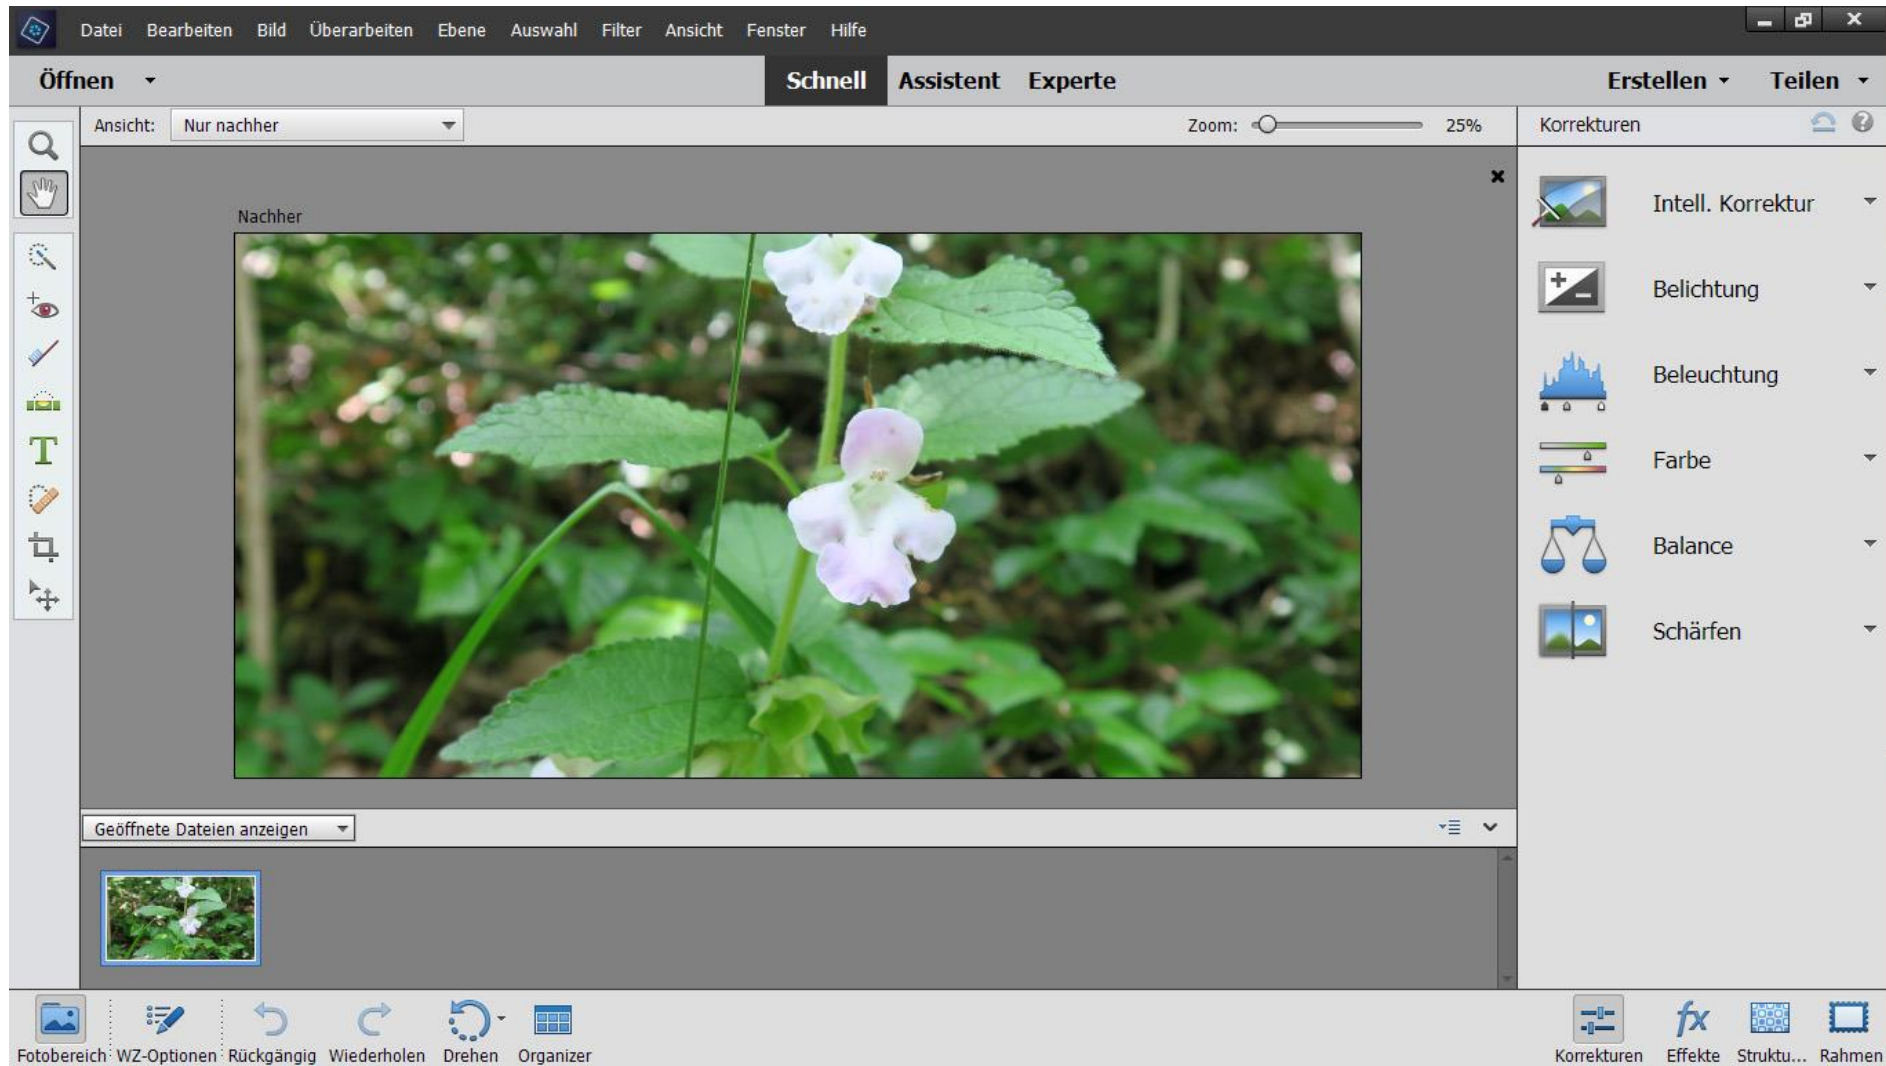 Datei Bearbeiten Bild Überarbeiten Ebene Auswahl Filter Ansicht Fenster Hilfe
Öffnen Schnell Assistent Experte Erstellen Teilen
Ansicht: Nur nachher Zoom: 25% Korrekturen
Nachher
Intell. Korrektur
Belichtung
Beleuchtung
Farbe
Balance
Schärfen
Geöffnete Dateien anzeigen
Fotobereich WZ-Optionen Rückgängig Wiederholen Drehen Organizer Korrekturen Effekte Struktu... Rahmen